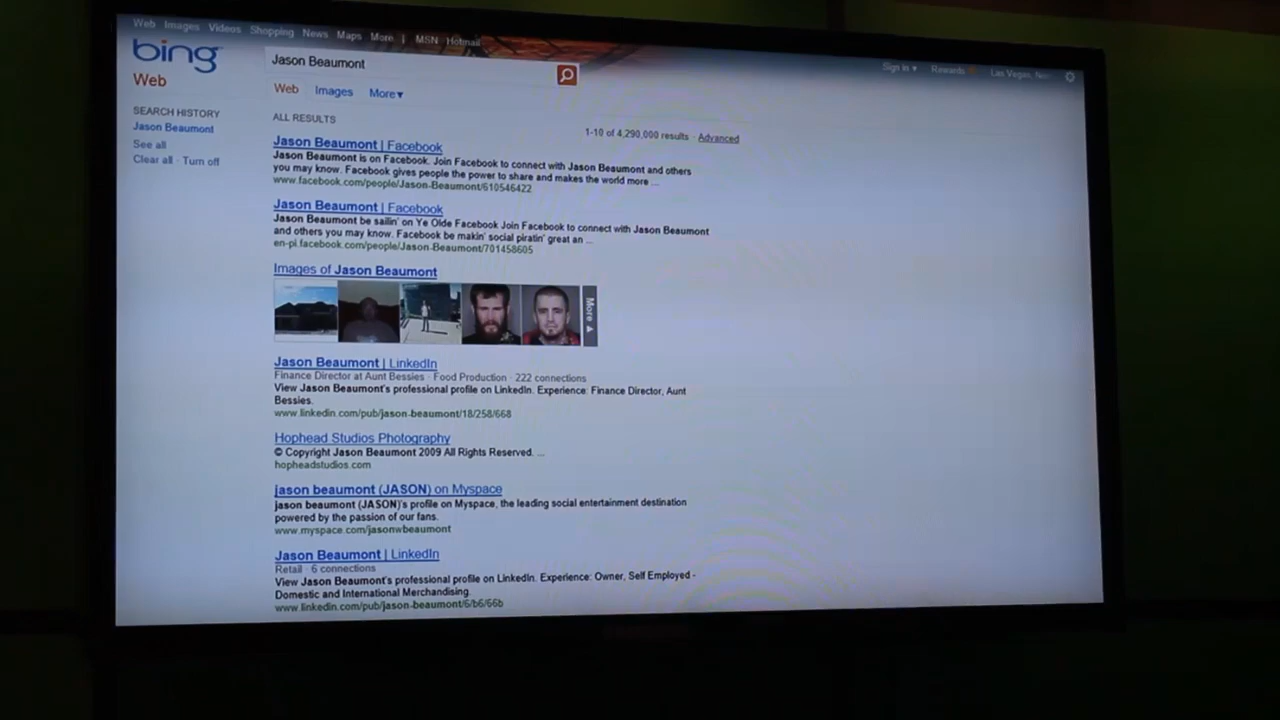 Web Images Videos Shopping News Maps More | MSN Hotmail
bing
Jason Beaumont
Sign in Rewards Las Vegas,
Web
Web Images More
SEARCH HISTORY
Jason Beaumont
See all
Clear all · Turn off
ALL RESULTS
1-10 of 4,290,000 results · Advanced
Jason Beaumont | Facebook
Jason Beaumont is on Facebook. Join Facebook to connect with Jason Beaumont and others
you may know. Facebook gives people the power to share and makes the world more ...
www.facebook.com/people/Jason-Beaumont/610546422
Jason Beaumont | Facebook
Jason Beaumont be sailin' on Ye Olde Facebook Join Facebook to connect with Jason Beaumont
and others you may know. Facebook be makin' social piratin' great an ...
en-pi.facebook.com/people/Jason-Beaumont/701458605
Images of Jason Beaumont
More
Jason Beaumont | LinkedIn
Finance Director at Aunt Bessies · Food Production · 222 connections
View Jason Beaumont's professional profile on LinkedIn. Experience: Finance Director, Aunt
Bessies.
www.linkedin.com/pub/jason-beaumont/18/258/668
Hophead Studios Photography
© Copyright Jason Beaumont 2009 All Rights Reserved. ...
hopheadstudios.com
jason beaumont (JASON) on Myspace
jason beaumont (JASON)'s profile on Myspace, the leading social entertainment destination
powered by the passion of our fans.
www.myspace.com/jasonwbeaumont
Jason Beaumont | LinkedIn
Retail · 6 connections
View Jason Beaumont's professional profile on LinkedIn. Experience: Owner, Self Employed -
Domestic and International Merchandising
www.linkedin.com/pub/jason-beaumont/6/b6/66b